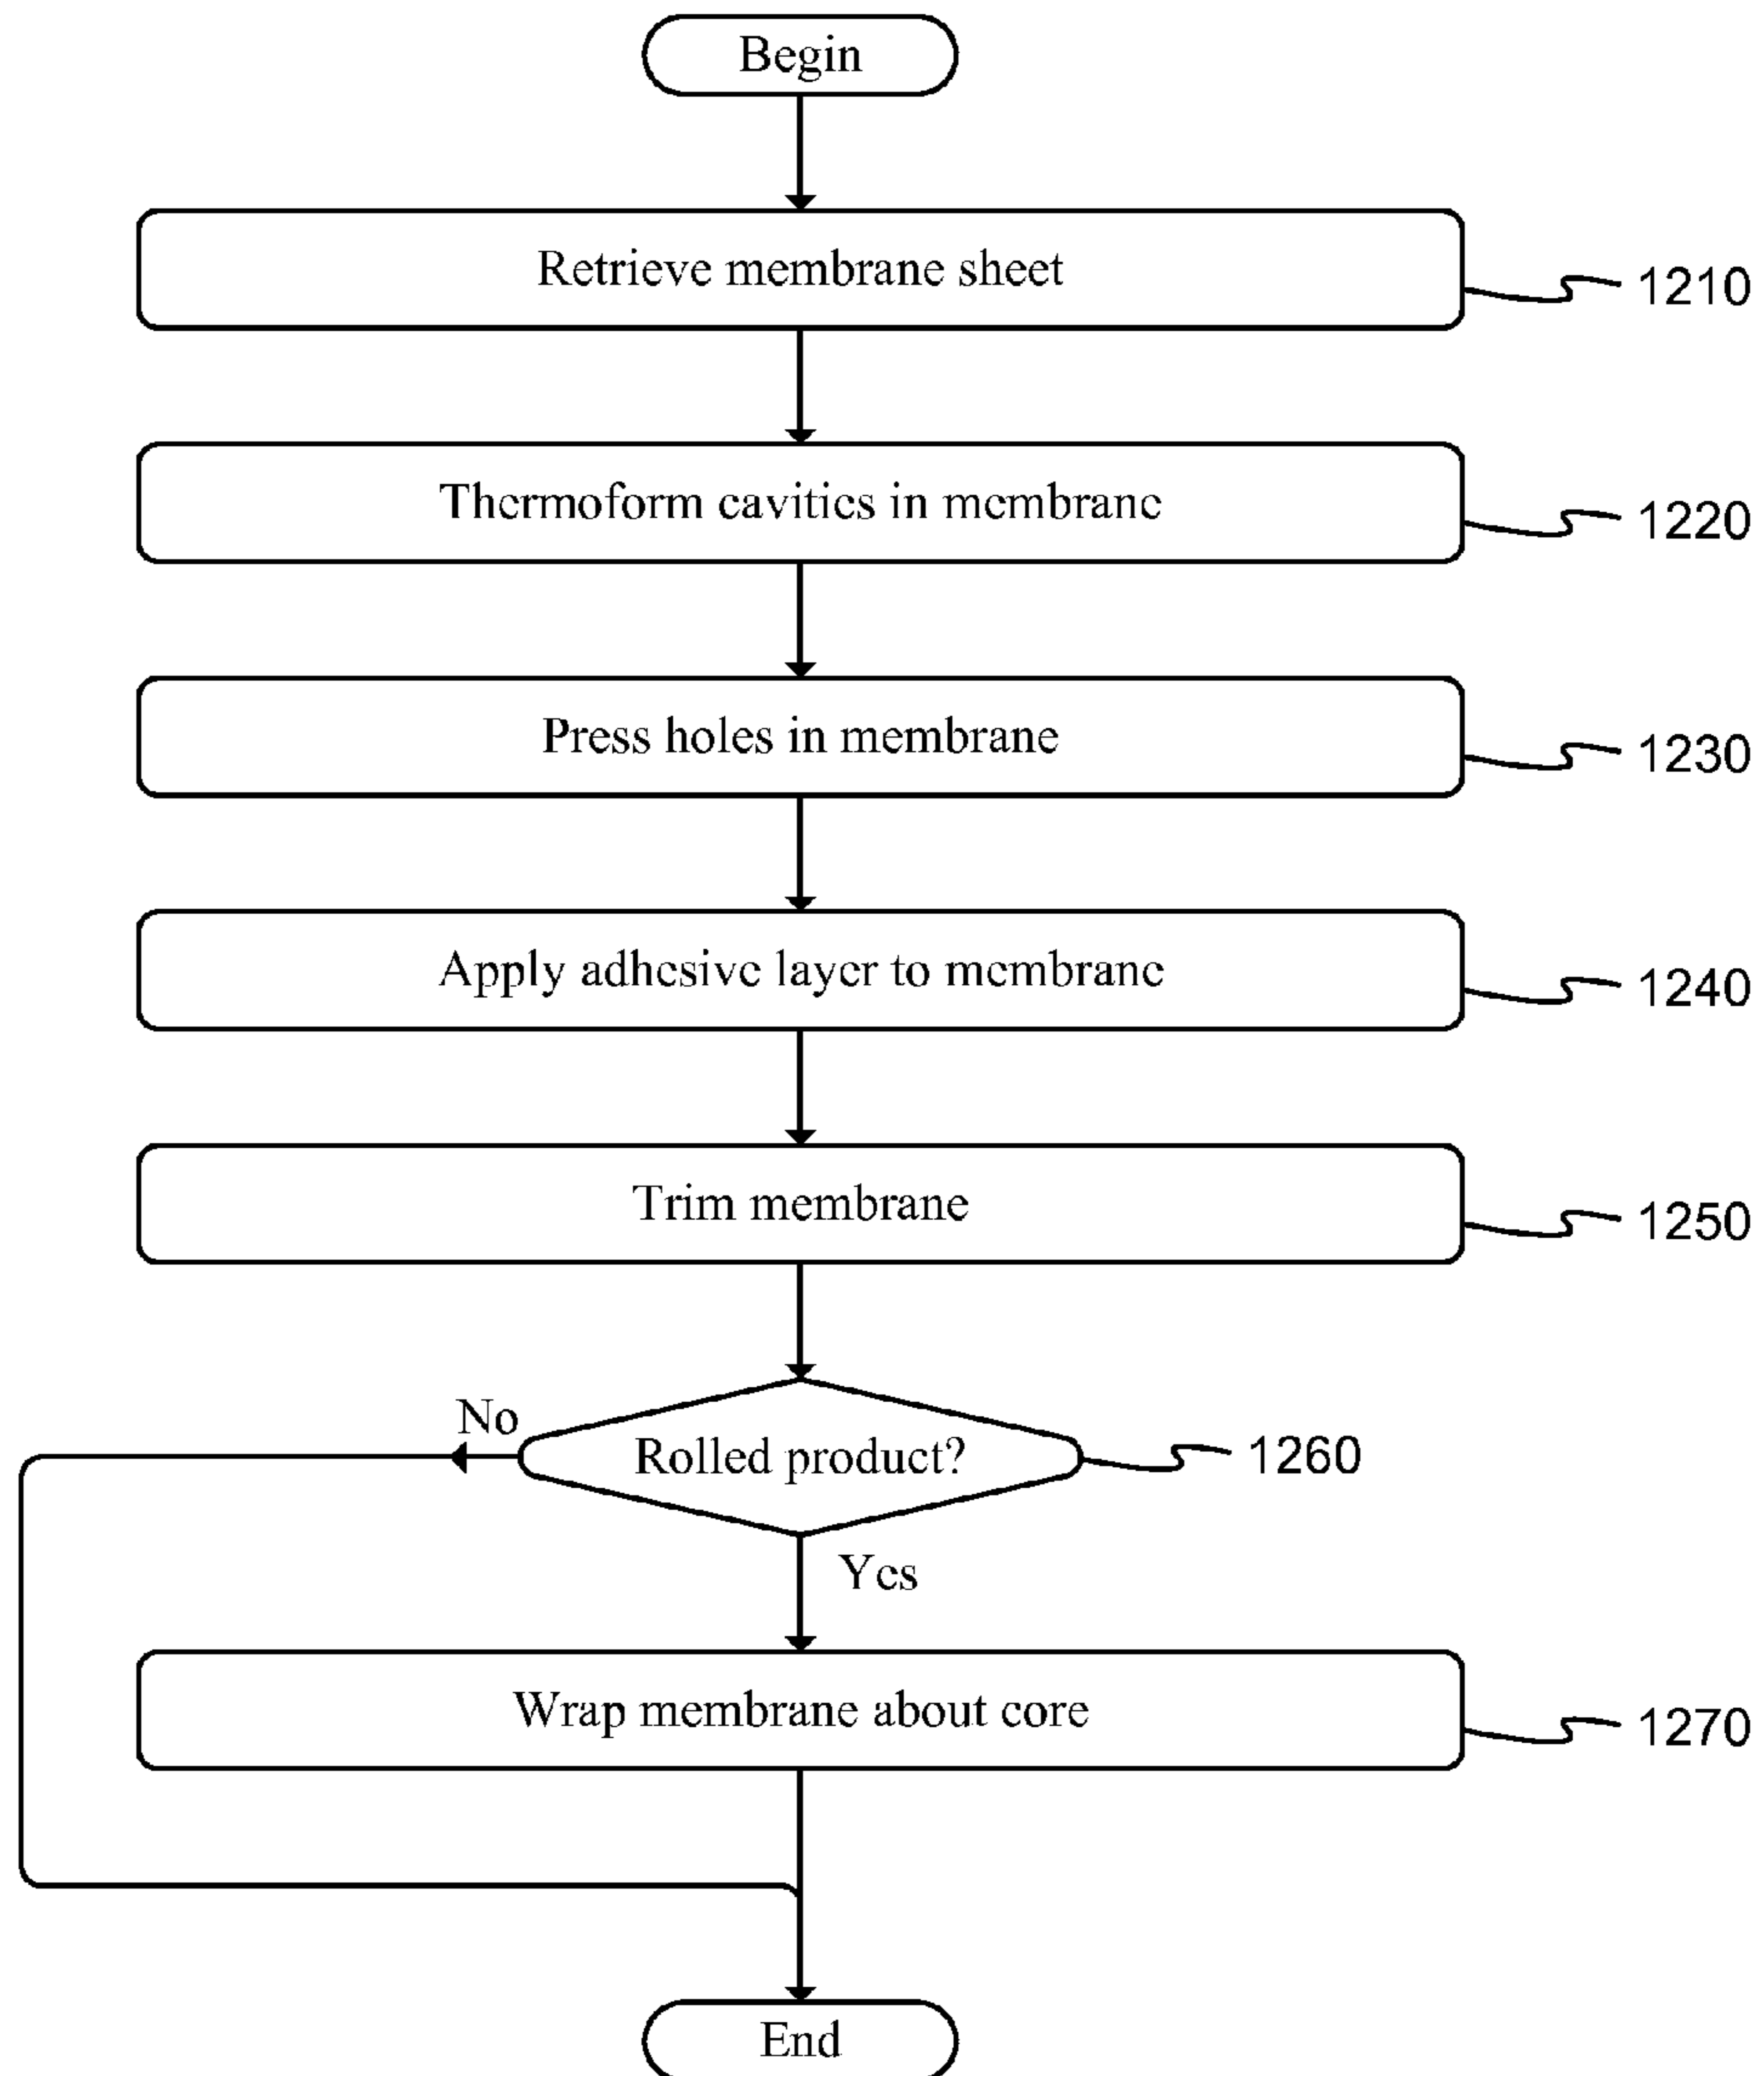 Begin
Retrieve membrane sheet
1210
Thermoform cavities in membrane
1220
Press holes in membrane
1230
Apply adhesive layer to membrane
1240
Trim membrane
1250
No
Rolled product?
1260
Yes
Wrap membrane about core
1270
End